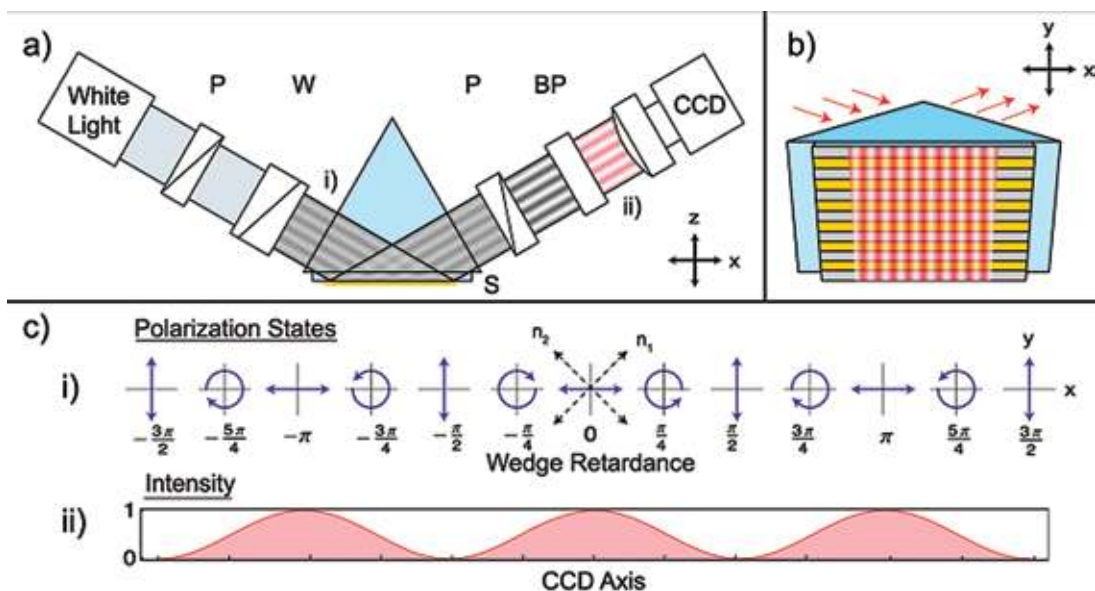 a)
White
Light
P
W
P
BP
CCD
i)
ii)
S
z
x
b)
y
x
c)
Polarization States
i)
n₂
n₁
y
x
-3π/2
-5π/4
-π
-3π/4
-π/2
-π/4
0
π/4
π/2
3π/4
π
5π/4
3π/2
Wedge Retardance
Intensity
ii)
1
0
CCD Axis